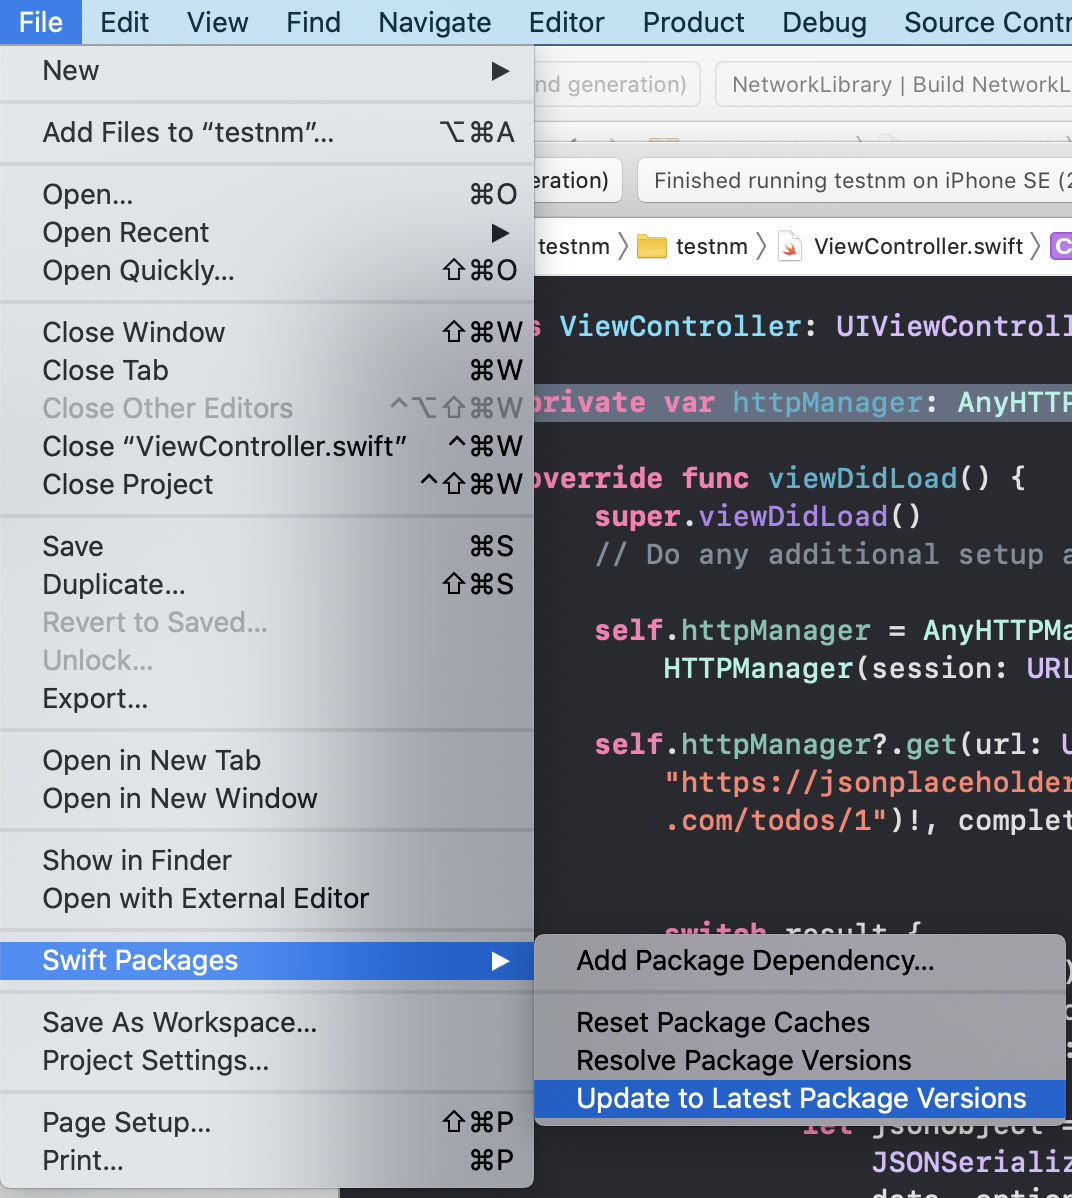 File Edit View Find Navigate Editor Product Debug Source Contr
New ▶
nd generation) NetworkLibrary | Build NetworkL
Add Files to “testnm”... ⌥⌘A
eration) Finished running testnm on iPhone SE (2
Open... ⌘O
Open Recent ▶
testnm 〉 testnm 〉 ViewController.swift 〉 C
Open Quickly... ⇧⌘O
Close Window ⇧⌘W
s ViewController: UIViewControll
Close Tab ⌘W
Close Other Editors ^⌥⇧⌘W
private var httpManager: AnyHTTP
Close “ViewController.swift” ^⌘W
Close Project ^⇧⌘W
override func viewDidLoad() {
super.viewDidLoad()
Save ⌘S
// Do any additional setup a
Duplicate... ⇧⌘S
Revert to Saved...
self.httpManager = AnyHTTPMa
Unlock...
HTTPManager(session: URL
Export...
self.httpManager?.get(url: U
Open in New Tab
"https://jsonplaceholder
Open in New Window
.com/todos/1")!, complet
Show in Finder
Open with External Editor
switch result {
Swift Packages ▶
Add Package Dependency...
Save As Workspace...
Reset Package Caches
Project Settings...
Resolve Package Versions
Update to Latest Package Versions
Page Setup... ⇧⌘P
let jsonObject =
Print... ⌘P
JSONSerializ
data, option